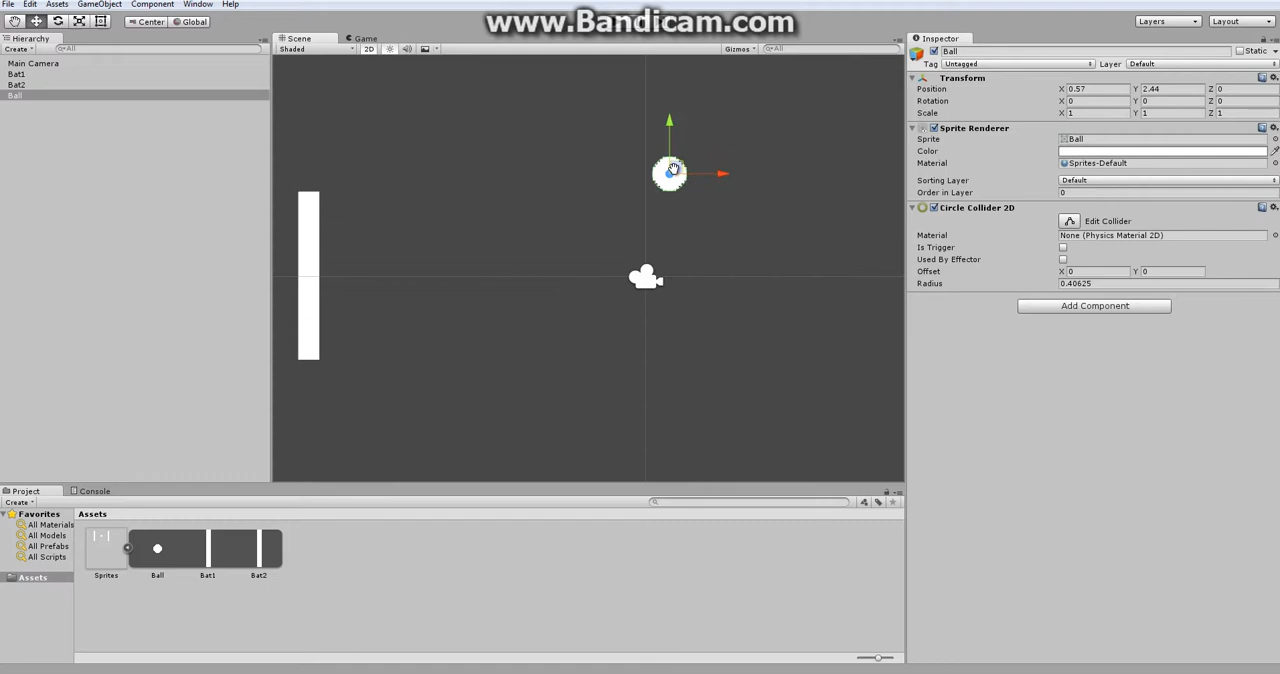 File Edit Assets GameObject Component Window Help
www.Bandicam.com
Center Global Layers Layout
Hierarchy
Create All
Main Camera
Bat1
Bat2
Ball
Scene Game
Shaded 2D Gizmos All
Inspector
Ball Static
Tag Untagged Layer Default
Transform
Position X 0.57 Y 2.44 Z 0
Rotation X 0 Y 0 Z 0
Scale X 1 Y 1 Z 1
Sprite Renderer
Sprite Ball
Color
Material Sprites-Default
Sorting Layer Default
Order in Layer 0
Circle Collider 2D
Edit Collider
Material None (Physics Material 2D)
Is Trigger
Used By Effector
Offset X 0 Y 0
Radius 0.40625
Add Component
Project Console
Create
Favorites
All Materials
All Models
All Prefabs
All Scripts
Assets
Assets
Sprites Ball Bat1 Bat2